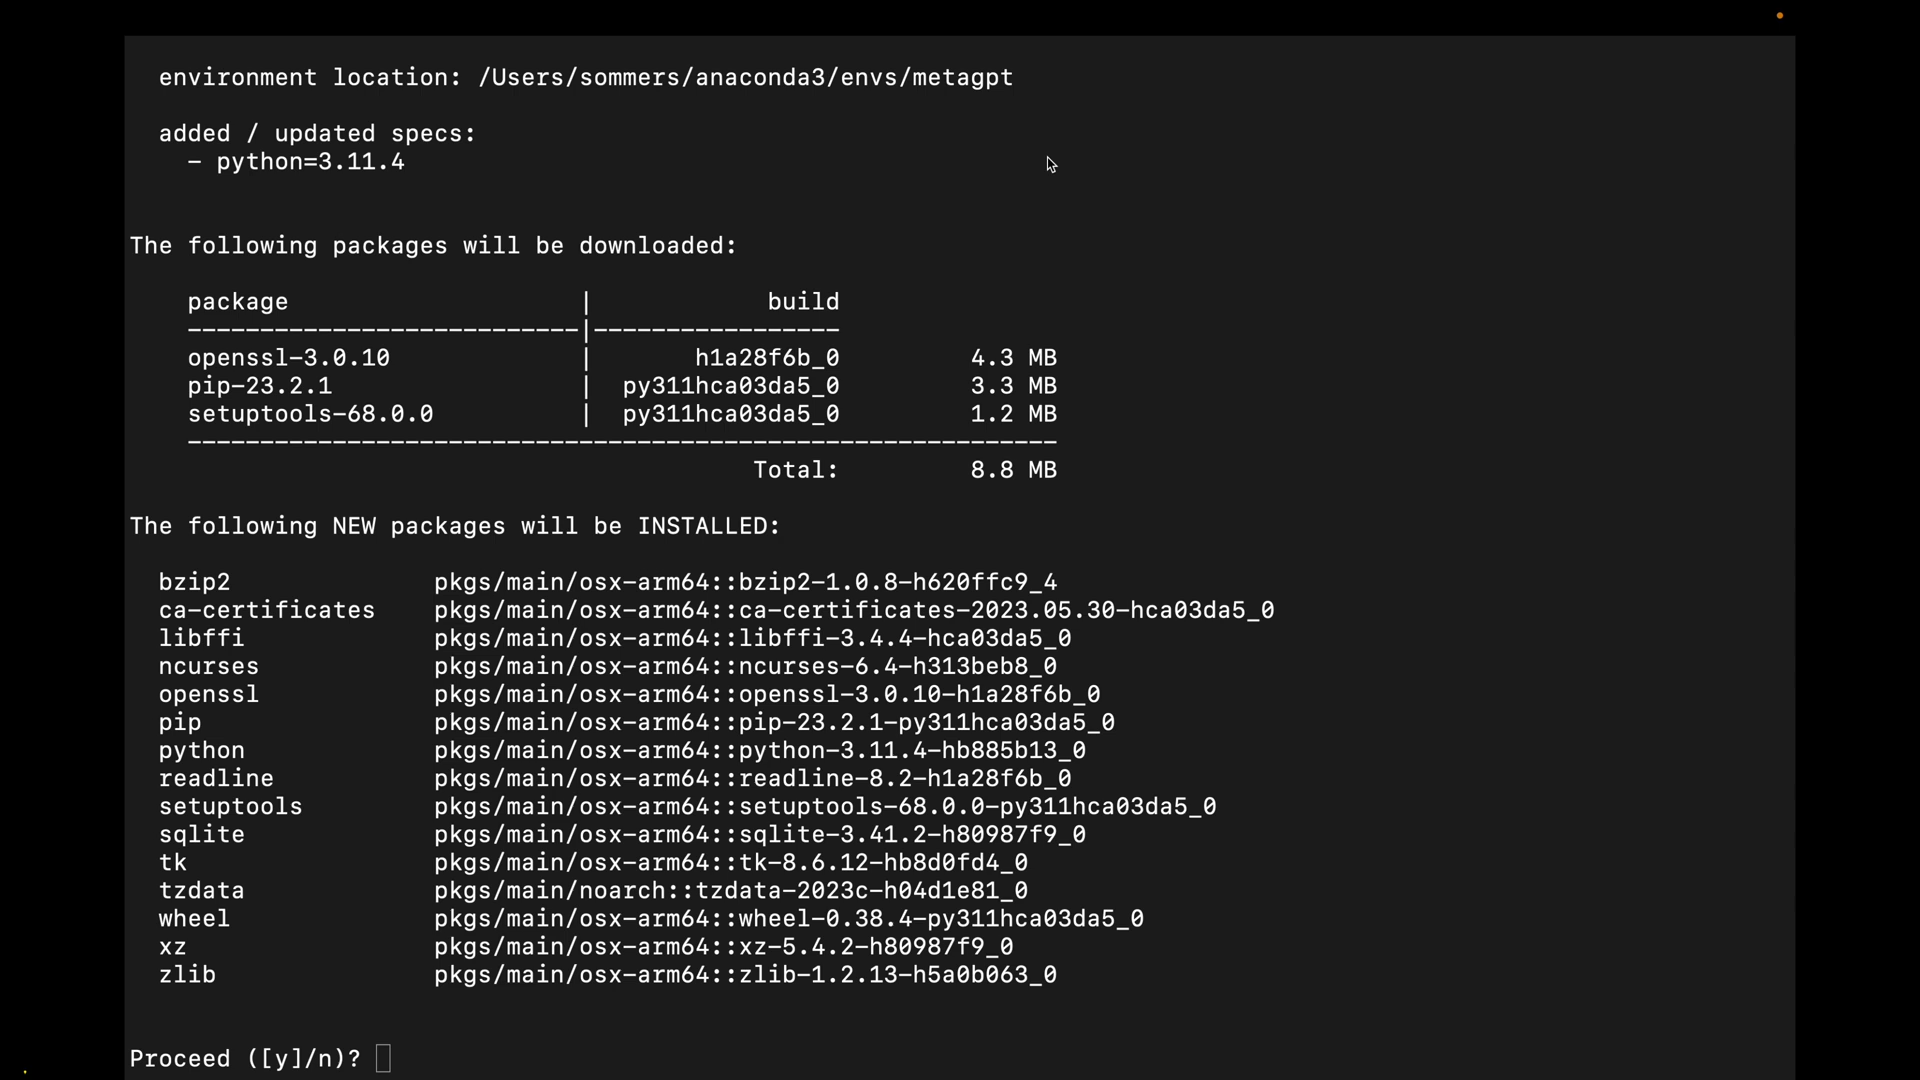 environment location: /Users/sommers/anaconda3/envs/metagpt
added / updated specs:
- python=3.11.4
The following packages will be downloaded:
package | build
---------------------------|-----------------
openssl-3.0.10 | h1a28f6b_0 4.3 MB
pip-23.2.1 | py311hca03da5_0 3.3 MB
setuptools-68.0.0 | py311hca03da5_0 1.2 MB
------------------------------------------------------------
Total: 8.8 MB
The following NEW packages will be INSTALLED:
bzip2 pkgs/main/osx-arm64::bzip2-1.0.8-h620ffc9_4
ca-certificates pkgs/main/osx-arm64::ca-certificates-2023.05.30-hca03da5_0
libffi pkgs/main/osx-arm64::libffi-3.4.4-hca03da5_0
ncurses pkgs/main/osx-arm64::ncurses-6.4-h313beb8_0
openssl pkgs/main/osx-arm64::openssl-3.0.10-h1a28f6b_0
pip pkgs/main/osx-arm64::pip-23.2.1-py311hca03da5_0
python pkgs/main/osx-arm64::python-3.11.4-hb885b13_0
readline pkgs/main/osx-arm64::readline-8.2-h1a28f6b_0
setuptools pkgs/main/osx-arm64::setuptools-68.0.0-py311hca03da5_0
sqlite pkgs/main/osx-arm64::sqlite-3.41.2-h80987f9_0
tk pkgs/main/osx-arm64::tk-8.6.12-hb8d0fd4_0
tzdata pkgs/main/noarch::tzdata-2023c-h04d1e81_0
wheel pkgs/main/osx-arm64::wheel-0.38.4-py311hca03da5_0
xz pkgs/main/osx-arm64::xz-5.4.2-h80987f9_0
zlib pkgs/main/osx-arm64::zlib-1.2.13-h5a0b063_0
Proceed ([y]/n)?